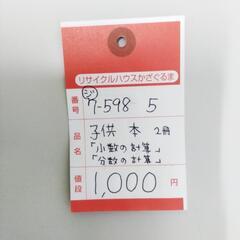 リサイクルハウスかざぐるま
番号 7-598 5
品名 子供 本 2冊
「小数の計算」
「分数の計算」
値段 1,000 円